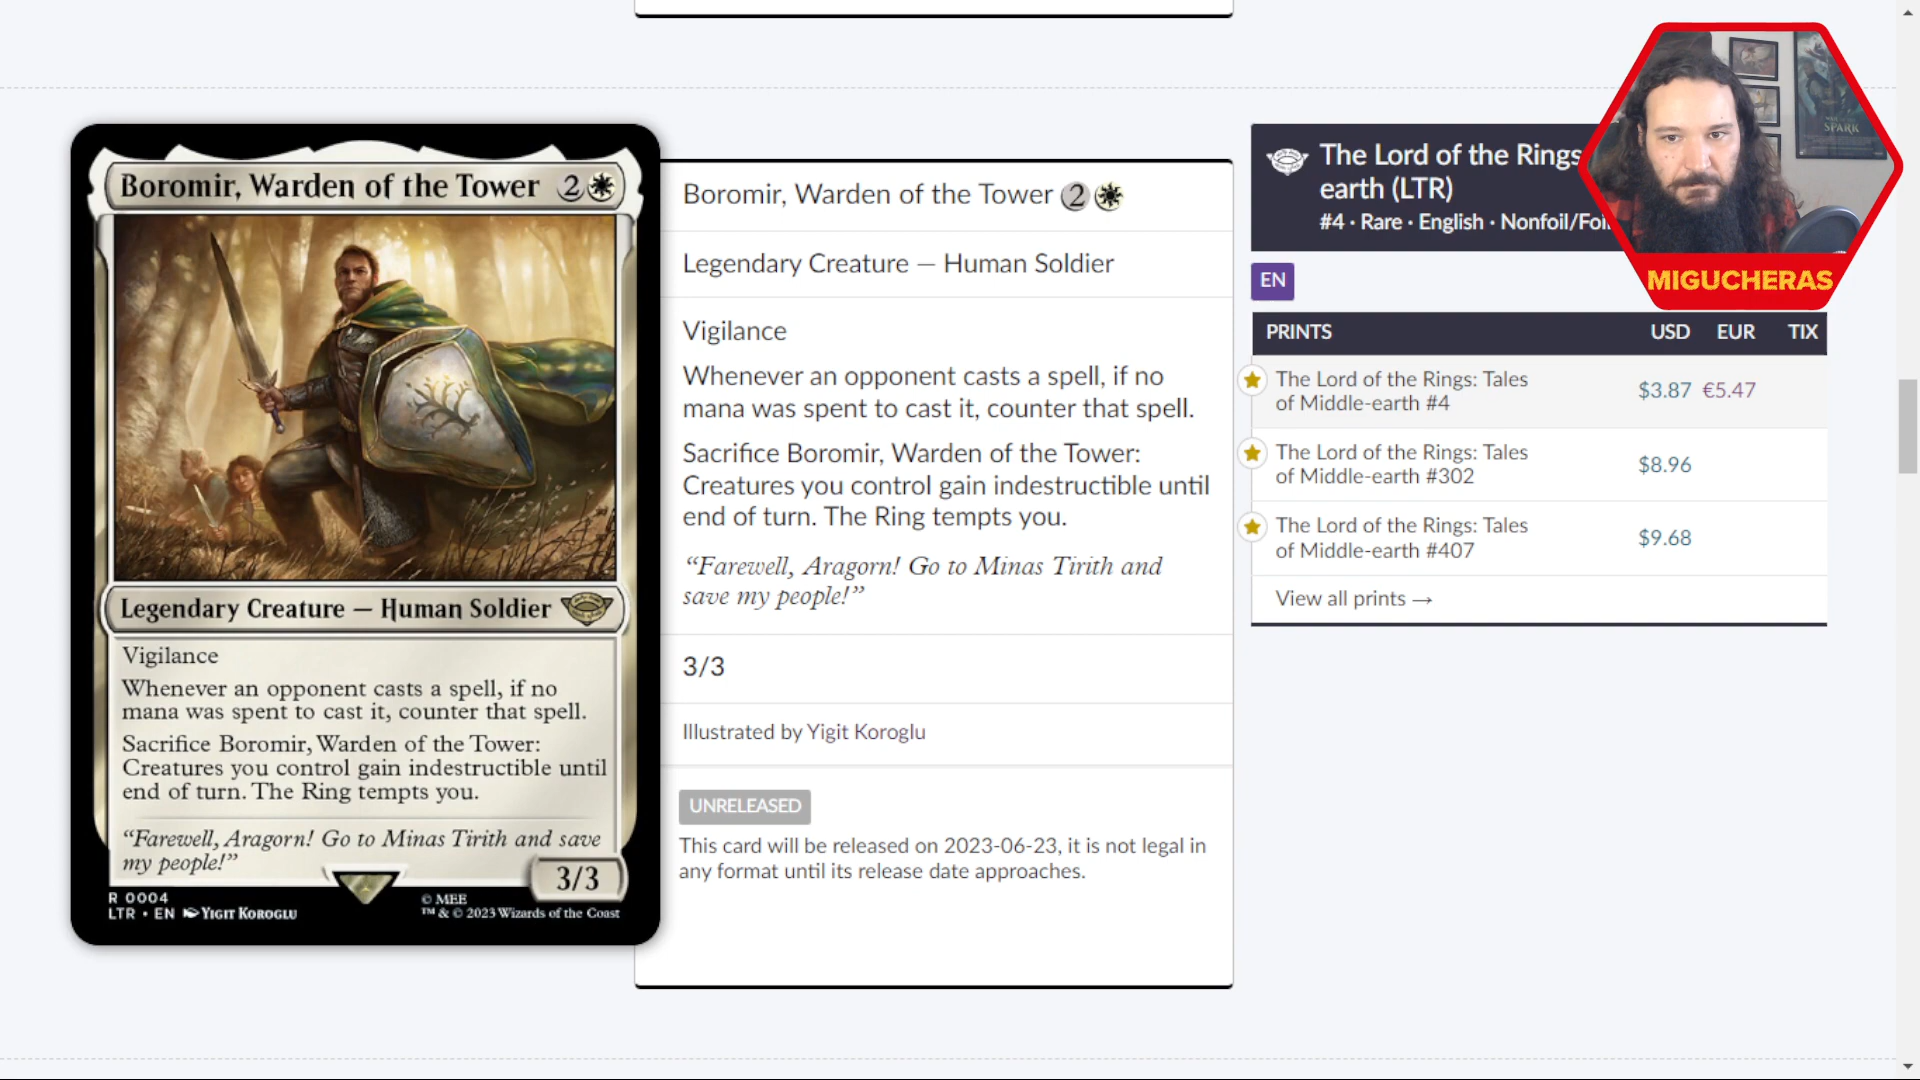 Boromir, Warden of the Tower 2
Legendary Creature — Human Soldier
Vigilance
Whenever an opponent casts a spell, if no
mana was spent to cast it, counter that spell.
Sacrifice Boromir, Warden of the Tower:
Creatures you control gain indestructible until
end of turn. The Ring tempts you.
“Farewell, Aragorn! Go to Minas Tirith and save
my people!”
3/3
R 0004
LTR • EN YIGIT KOROGLU
© MEE
™ & © 2023 Wizards of the Coast
Boromir, Warden of the Tower 2
Legendary Creature — Human Soldier
Vigilance
Whenever an opponent casts a spell, if no
mana was spent to cast it, counter that spell.
Sacrifice Boromir, Warden of the Tower:
Creatures you control gain indestructible until
end of turn. The Ring tempts you.
“Farewell, Aragorn! Go to Minas Tirith and
save my people!”
3/3
Illustrated by Yigit Koroglu
UNRELEASED
This card will be released on 2023-06-23, it is not legal in
any format until its release date approaches.
The Lord of the Rings
earth (LTR)
#4 · Rare · English · Nonfoil/Foil
EN
PRINTS USD EUR TIX
The Lord of the Rings: Tales
of Middle-earth #4 $3.87 €5.47
The Lord of the Rings: Tales
of Middle-earth #302 $8.96
The Lord of the Rings: Tales
of Middle-earth #407 $9.68
View all prints →
SPARK
MIGUCHERAS